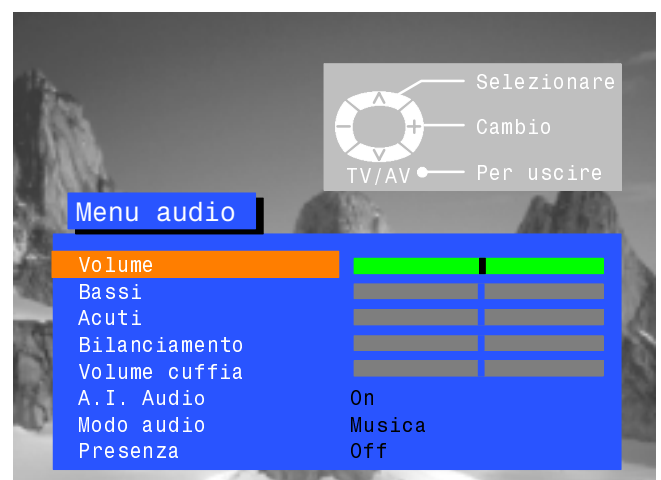 Selezionare
Cambio
TV/AV Per uscire
Menu audio
Volume
Bassi
Acuti
Bilanciamento
Volume cuffia
A.I. Audio On
Modo audio Musica
Presenza Off